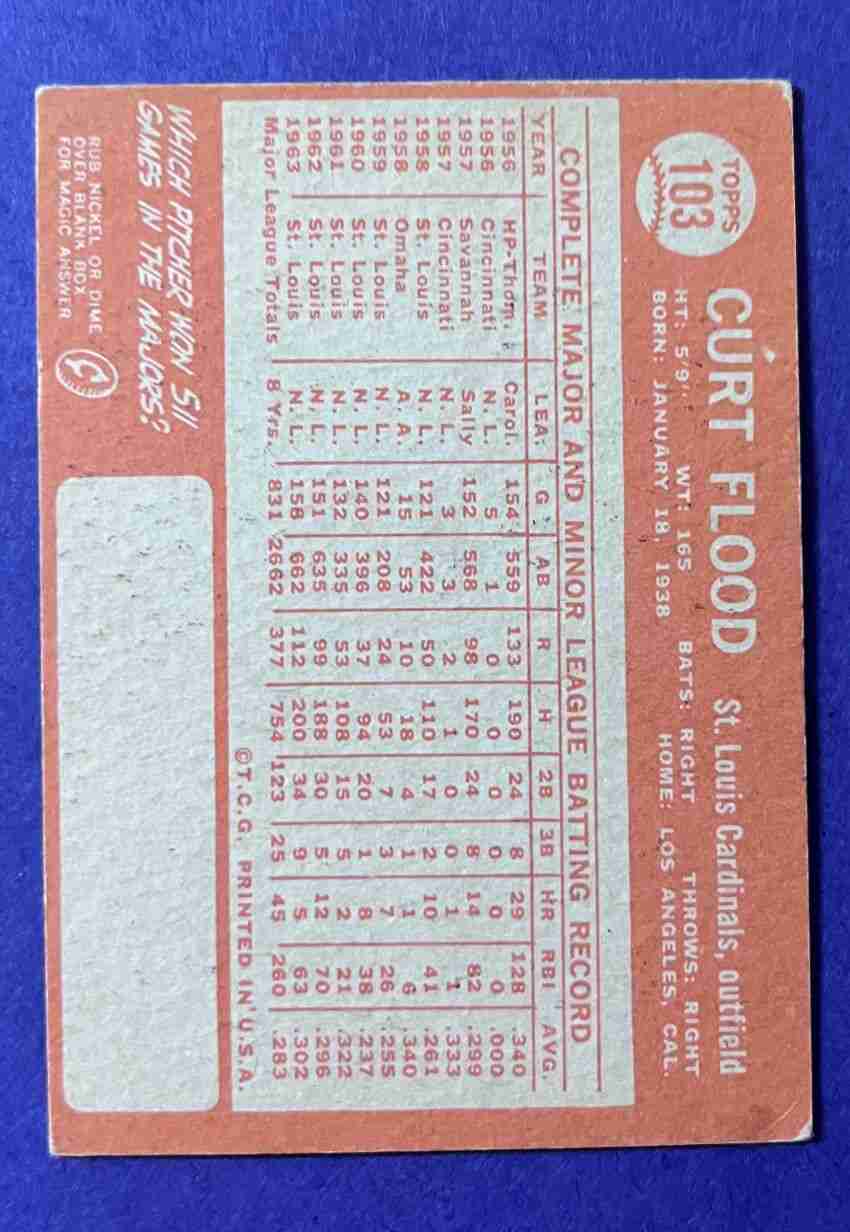 TOPPS
103
CURT FLOOD St. Louis Cardinals, outfield
HT: 5'9" WT: 165 BATS: RIGHT THROWS: RIGHT
BORN: JANUARY 18, 1938 HOME: LOS ANGELES, CAL.
COMPLETE MAJOR AND MINOR LEAGUE BATTING RECORD
YEAR TEAM LEA. G AB R H 2B 3B HR RBI AVG.
1956 HP-Thom. Carol. 154 559 133 190 24 8 29 128 .340
1956 Cincinnati N. L. 5 1 0 0 0 0 0 0 .000
1957 Savannah Sally 152 568 98 170 24 8 14 82 .299
1957 Cincinnati N. L. 3 3 2 1 0 0 1 1 .333
1958 St. Louis N. L. 121 422 50 110 17 2 10 41 .261
1958 Omaha A. A. 15 53 10 18 4 1 1 6 .340
1959 St. Louis N. L. 121 208 24 53 7 3 7 26 .255
1960 St. Louis N. L. 140 396 37 94 20 1 8 38 .237
1961 St. Louis N. L. 132 335 53 108 15 5 2 21 .322
1962 St. Louis N. L. 151 635 99 188 30 5 12 70 .296
1963 St. Louis N. L. 158 662 112 200 34 9 5 63 .302
Major League Totals 8 Yrs. 831 2662 377 754 123 25 45 260 .283
©T.C.G. PRINTED IN U.S.A.
WHICH PITCHER WON 511
GAMES IN THE MAJORS?
RUB NICKEL OR DIME
OVER BLANK BOX
FOR MAGIC ANSWER